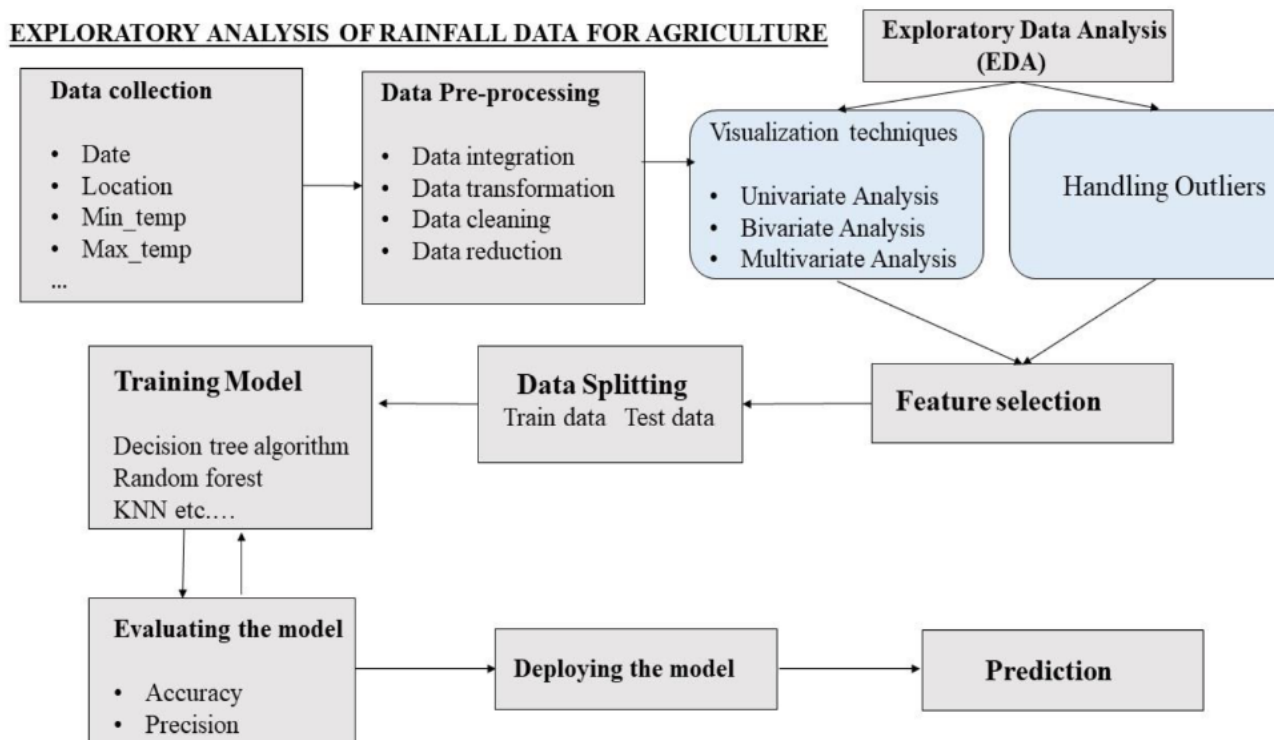 EXPLORATORY ANALYSIS OF RAINFALL DATA FOR AGRICULTURE
Data collection
• Date
• Location
• Min_temp
• Max_temp
...
Data Pre-processing
• Data integration
• Data transformation
• Data cleaning
• Data reduction
Exploratory Data Analysis
(EDA)
Visualization techniques
• Univariate Analysis
• Bivariate Analysis
• Multivariate Analysis
Handling Outliers
Feature selection
Data Splitting
Train data Test data
Training Model
Decision tree algorithm
Random forest
KNN etc.…
Evaluating the model
• Accuracy
• Precision
Deploying the model
Prediction